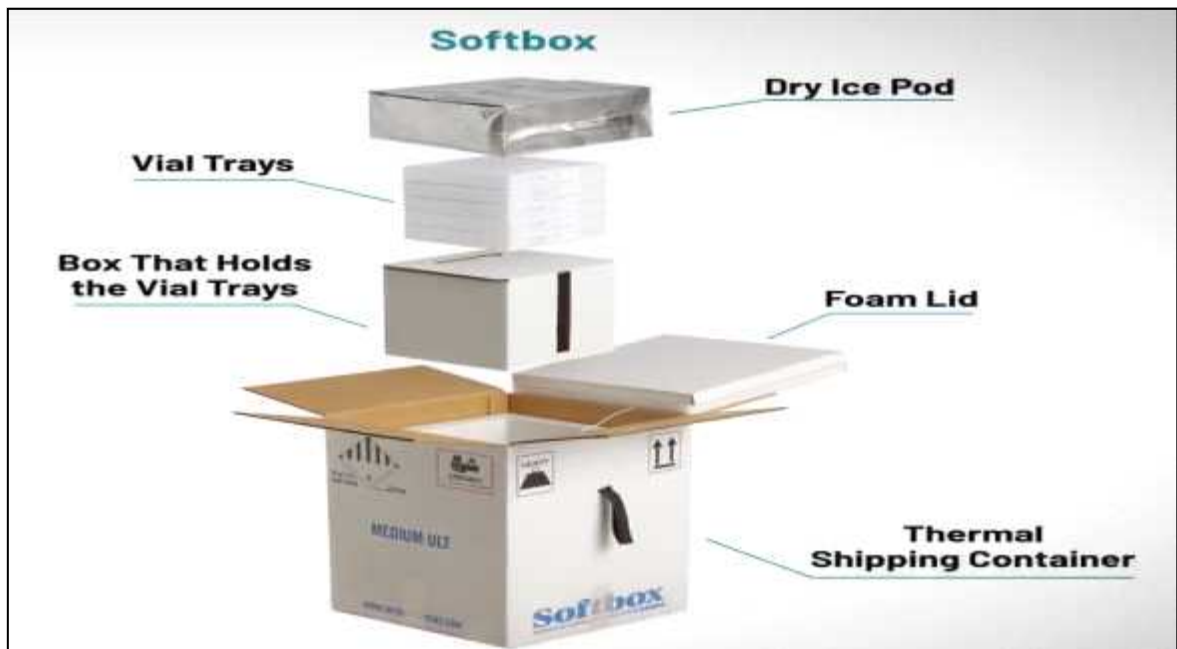 Softbox
Dry Ice Pod
Vial Trays
Box That Holds
the Vial Trays
Foam Lid
MEDIUM ULT
Thermal
Shipping Container
Softbox